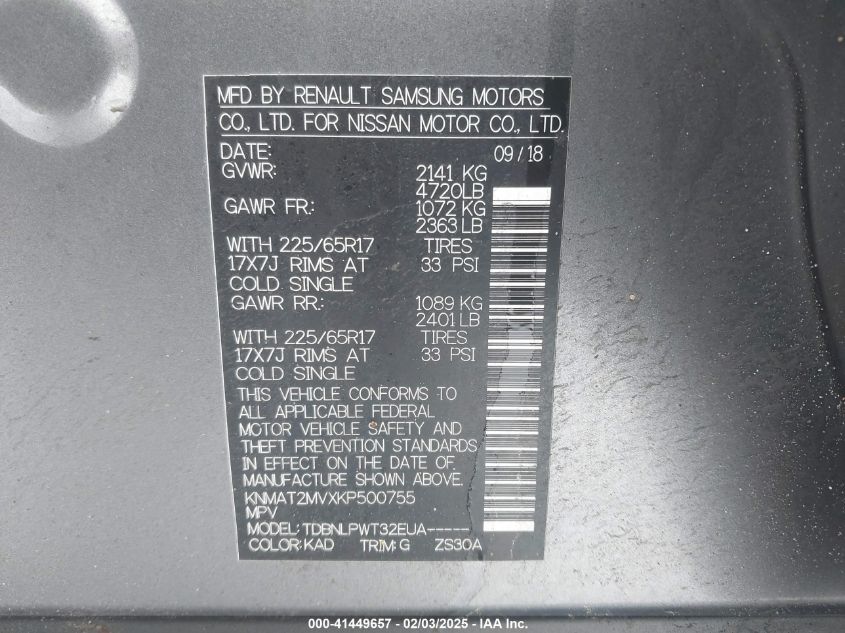 MFD BY RENAULT SAMSUNG MOTORS
CO., LTD. FOR NISSAN MOTOR CO., LTD.
DATE: 09/18
GVWR: 2141 KG
4720LB
GAWR FR.: 1072 KG
2363 LB
WITH 225/65R17 TIRES
17X7J RIMS AT 33 PSI
COLD SINGLE
GAWR RR.: 1089 KG
2401 LB
WITH 225/65R17 TIRES
17X7J RIMS AT 33 PSI
COLD SINGLE
THIS VEHICLE CONFORMS TO
ALL APPLICABLE FEDERAL
MOTOR VEHICLE SAFETY AND
THEFT PREVENTION STANDARDS
IN EFFECT ON THE DATE OF
MANUFACTURE SHOWN ABOVE.
KNMAT2MVXKP500755
MPV
MODEL: TDBNLPWT32EUA-----
COLOR: KAD TRIM: G ZS30A
000-41449657 - 02/03/2025 - IAA Inc.